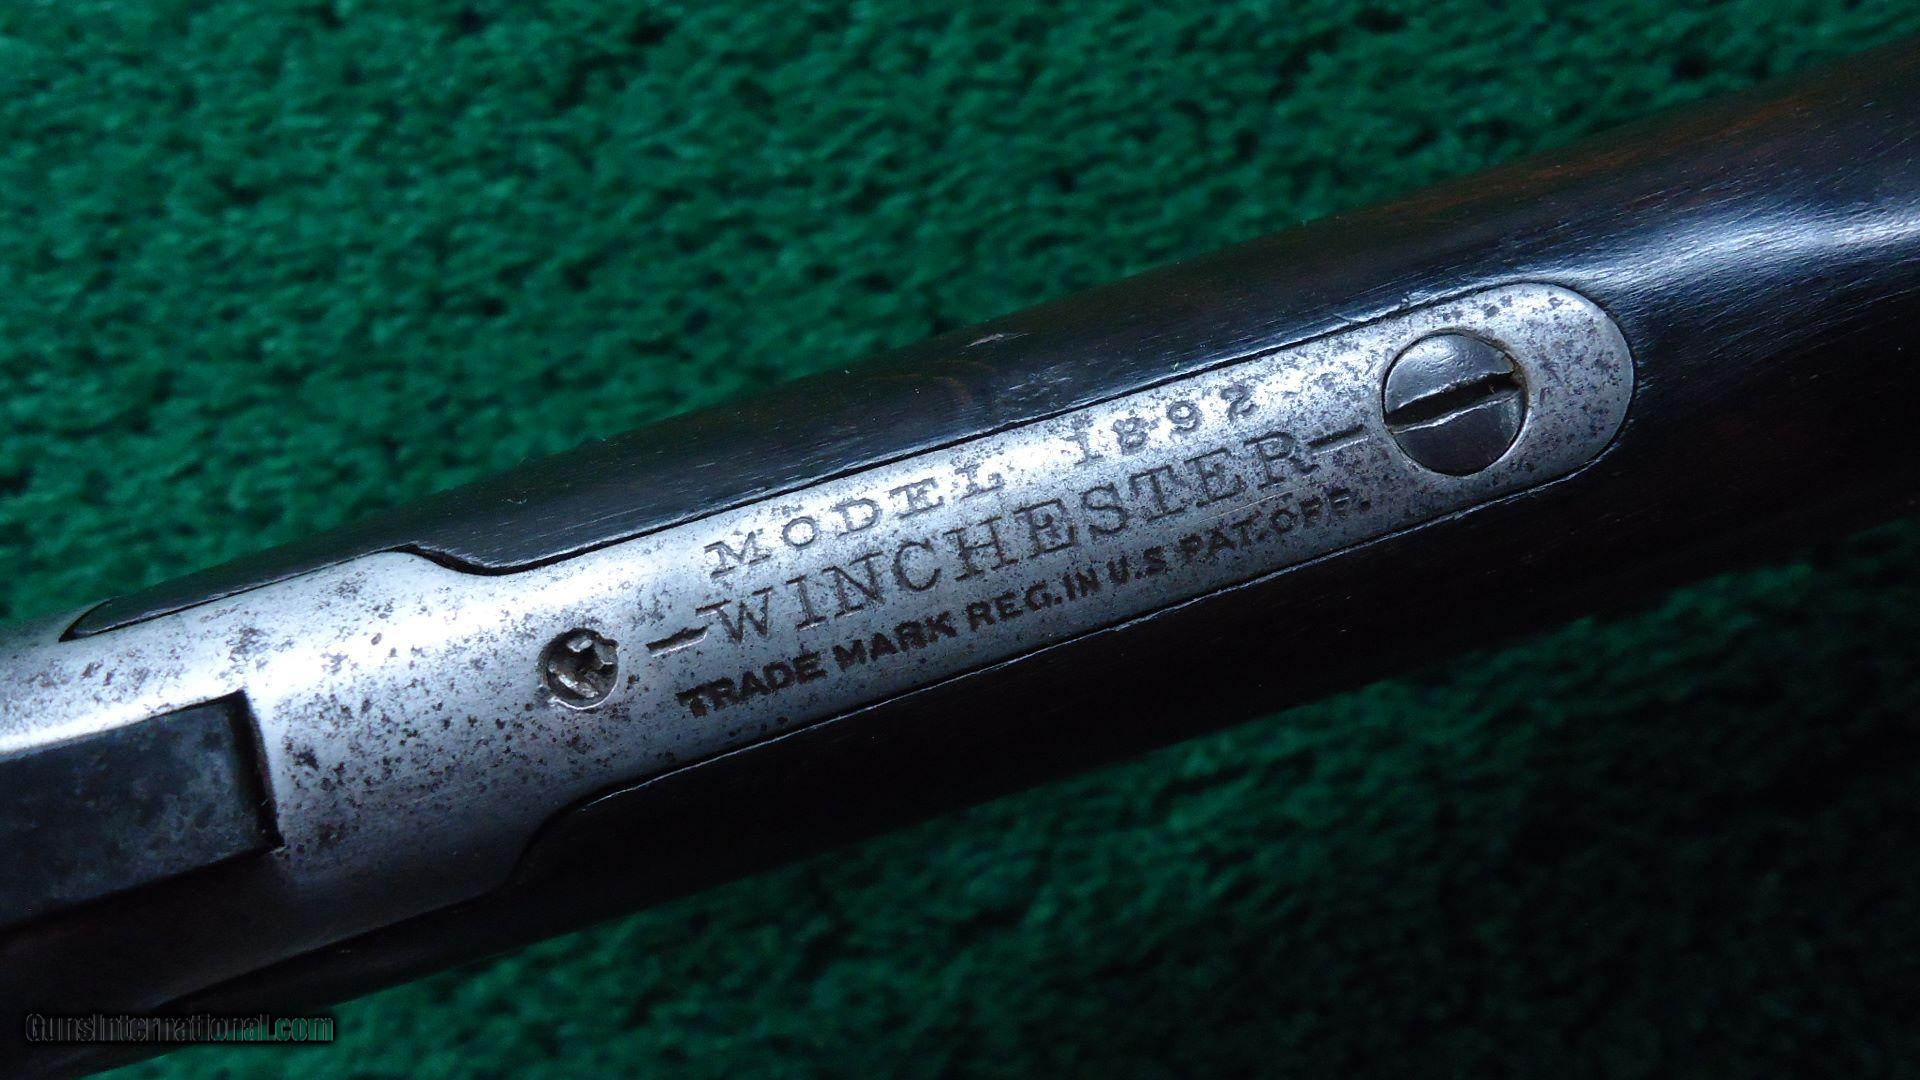 MODEL 1892
—WINCHESTER—
TRADE MARK REG. IN U.S. PAT. OFF.
GunsInternational.com